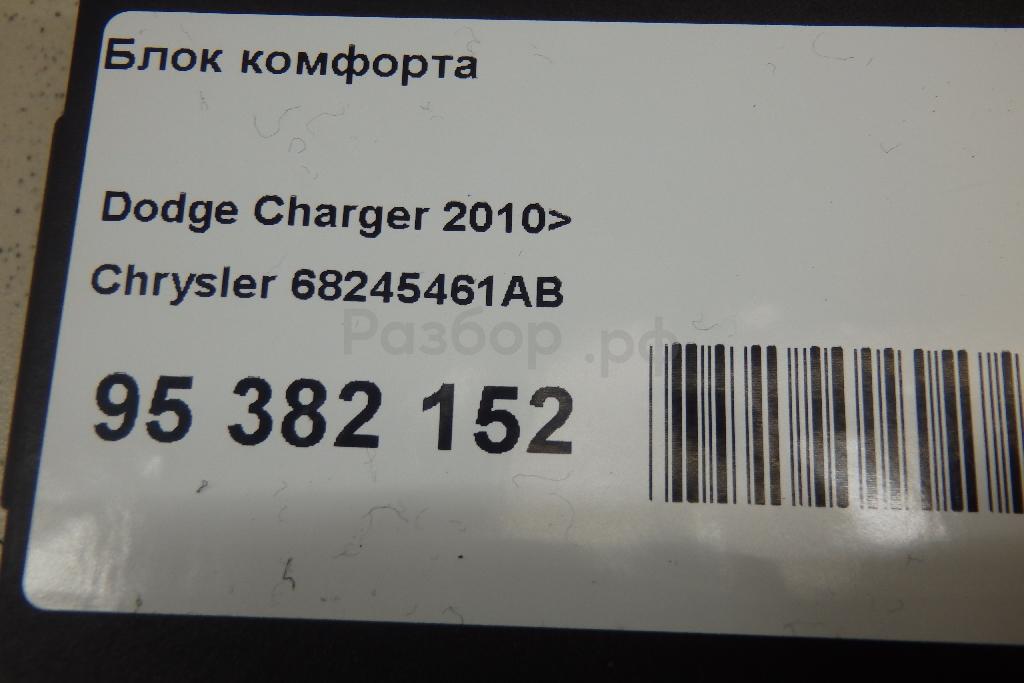 Блок комфорта
Dodge Charger 2010>
Chrysler 68245461AB
Разбор.рф
95 382 152